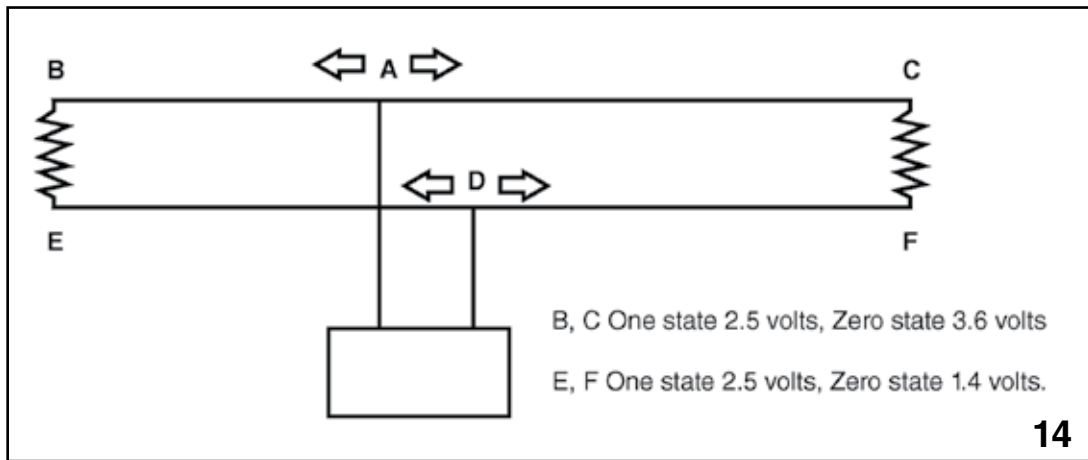 B A C
D
E F
B, C One state 2.5 volts, Zero state 3.6 volts
E, F One state 2.5 volts, Zero state 1.4 volts.
14